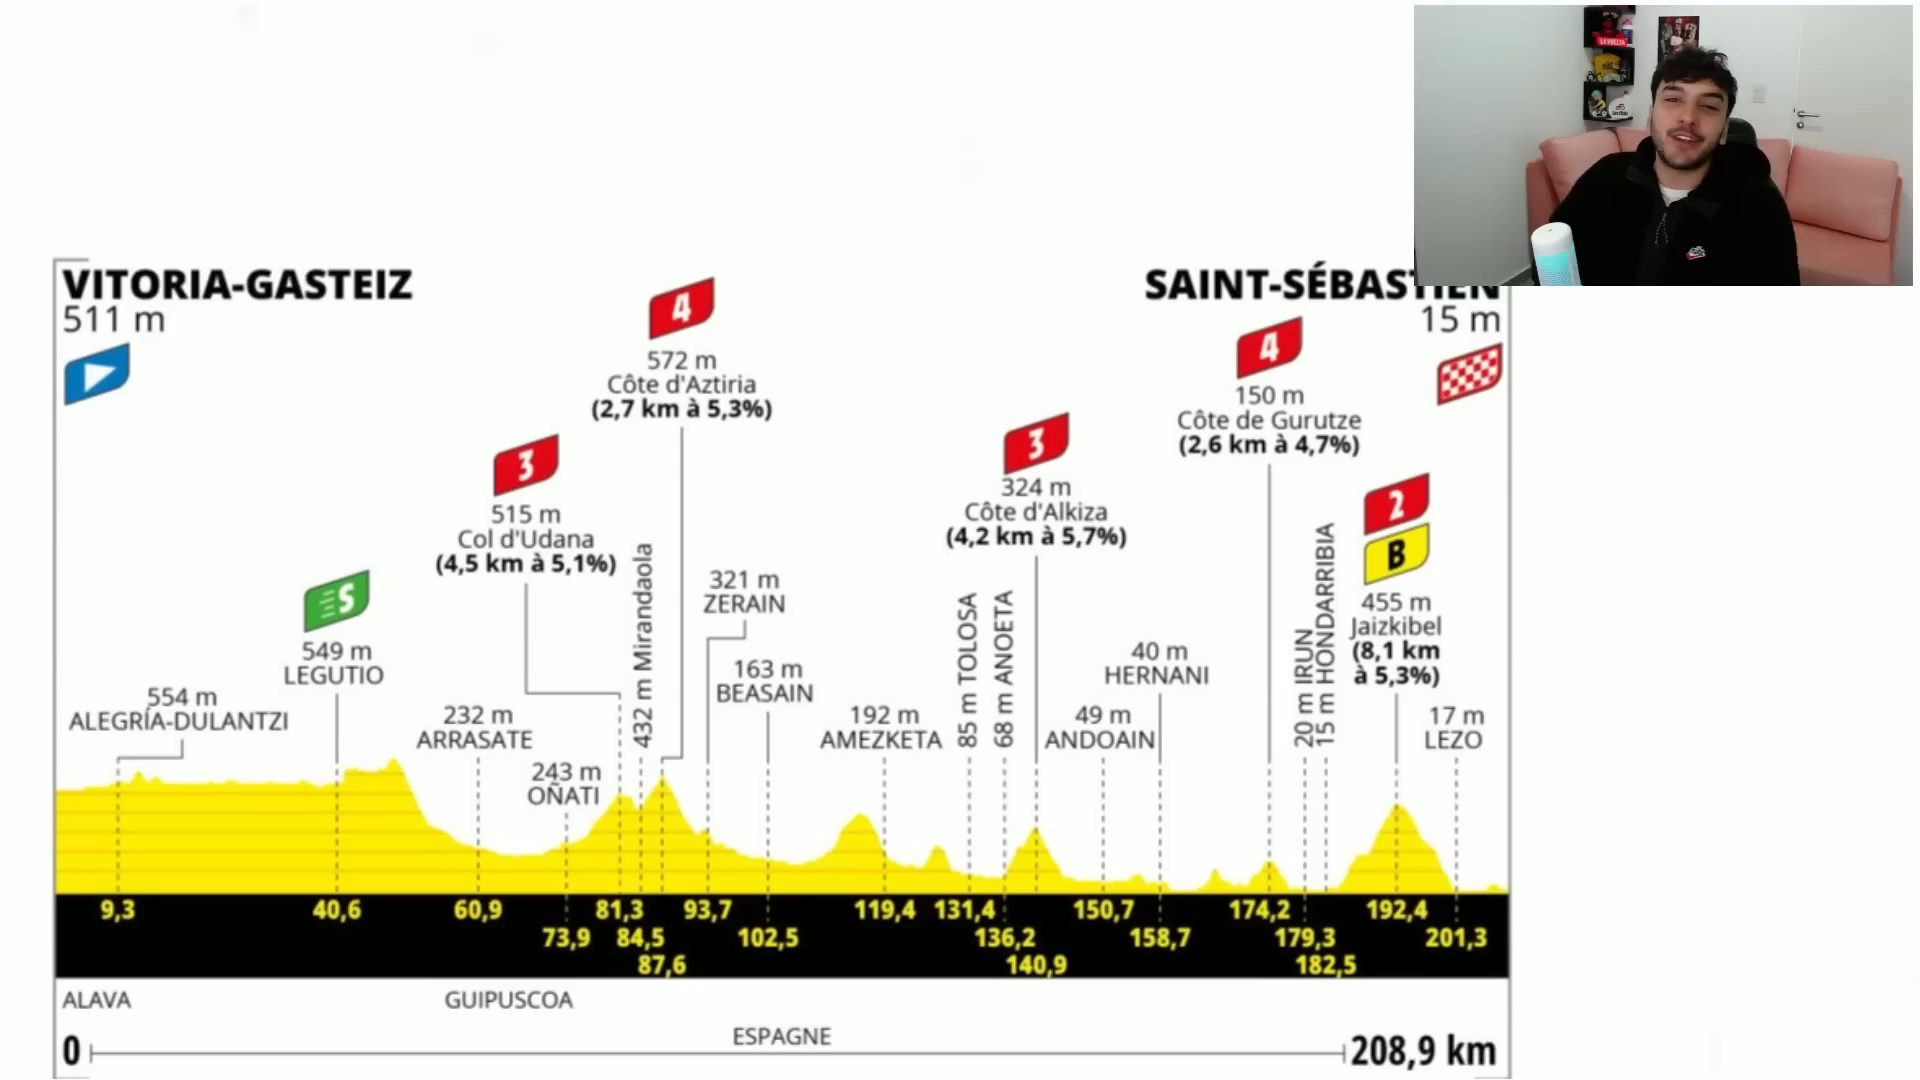 VITORIA-GASTEIZ
511 m
SAINT-SÉBASTIEN
15 m
4
572 m
Côte d'Aztiria
(2,7 km à 5,3%)
4
150 m
Côte de Gurutze
(2,6 km à 4,7%)
3
515 m
Col d'Udana
(4,5 km à 5,1%)
3
324 m
Côte d'Alkiza
(4,2 km à 5,7%)
2
B
455 m
Jaizkibel
(8,1 km
à 5,3%)
S
549 m
LEGUTIO
554 m
ALEGRÍA-DULANTZI
232 m
ARRASATE
243 m
OÑATI
432 m Mirandaola
321 m
ZERAIN
163 m
BEASAIN
192 m
AMEZKETA
85 m TOLOSA
68 m ANOETA
49 m
ANDOAIN
40 m
HERNANI
20 m IRUN
15 m HONDARRIBIA
17 m
LEZO
9,3 40,6 60,9 81,3 93,7 119,4 131,4 150,7 174,2 192,4
73,9 84,5 102,5 136,2 158,7 179,3 201,3
87,6 140,9 182,5
ALAVA GUIPUSCOA
ESPAGNE
0 208,9 km
LA VUELTA